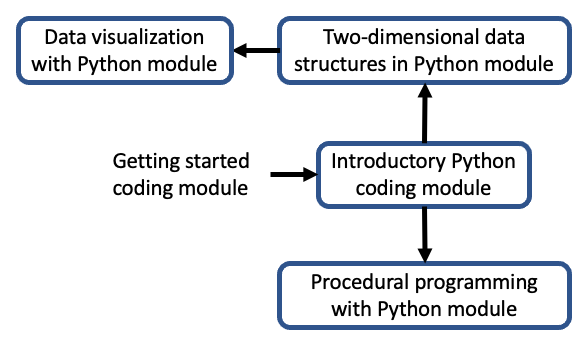 Data visualization
with Python module
Two-dimensional data
structures in Python module
Getting started
coding module
Introductory Python
coding module
Procedural programming
with Python module